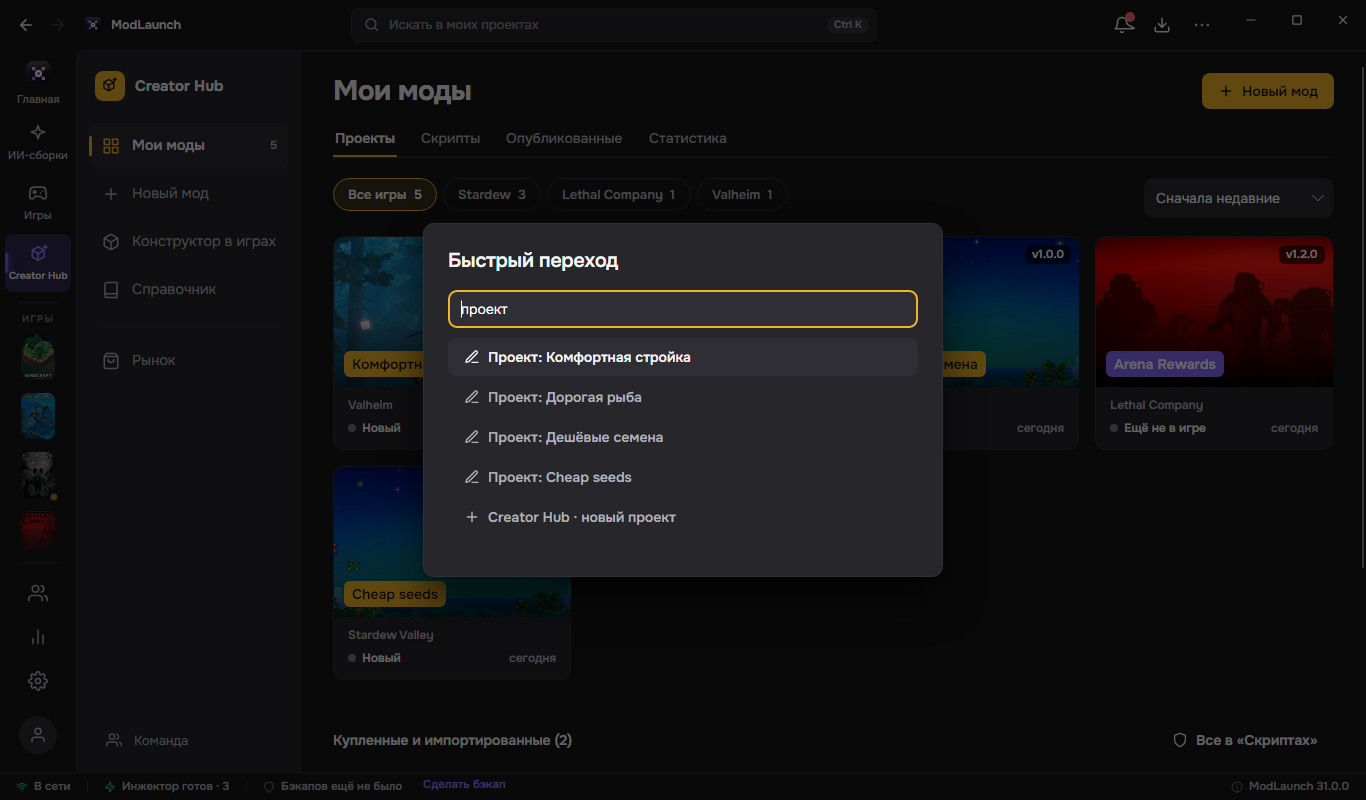 ModLaunch
Искать в моих проектах
Ctrl K
Главная
ИИ-сборки
Игры
Creator Hub
ИГРЫ
MINECRAFT
Creator Hub
Мои моды 5
Новый мод
Конструктор в играх
Справочник
Рынок
Команда
Мои моды
Новый мод
Проекты Скрипты Опубликованные Статистика
Все игры 5 Stardew 3 Lethal Company 1 Valheim 1
Сначала недавние
Быстрый переход
проект
Проект: Комфортная стройка
Проект: Дорогая рыба
Проект: Дешёвые семена
Проект: Cheap seeds
Creator Hub · новый проект
Valheim
Новый
v1.0.0
сегодня
v1.2.0
Arena Rewards
Lethal Company
Ещё не в игре сегодня
Cheap seeds
Stardew Valley
Новый сегодня
Купленные и импортированные (2)
Все в «Скриптах»
В сети
Инжектор готов · 3
Бэкапов ещё не было
Сделать бэкап
ModLaunch 31.0.0